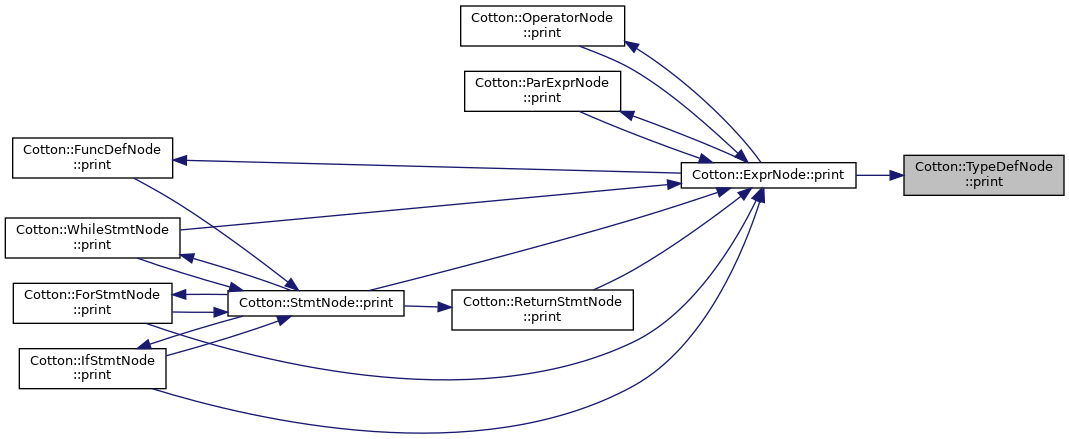 Cotton::OperatorNode
::print
Cotton::ParExprNode
::print
Cotton::FuncDefNode
::print
Cotton::ExprNode::print
Cotton::TypeDefNode
::print
Cotton::WhileStmtNode
::print
Cotton::ForStmtNode
::print
Cotton::StmtNode::print
Cotton::ReturnStmtNode
::print
Cotton::IfStmtNode
::print